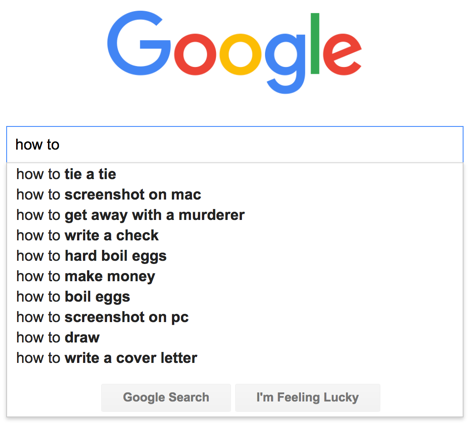 Google
how to
how to tie a tie
how to screenshot on mac
how to get away with a murderer
how to write a check
how to hard boil eggs
how to make money
how to boil eggs
how to screenshot on pc
how to draw
how to write a cover letter
Google Search I'm Feeling Lucky